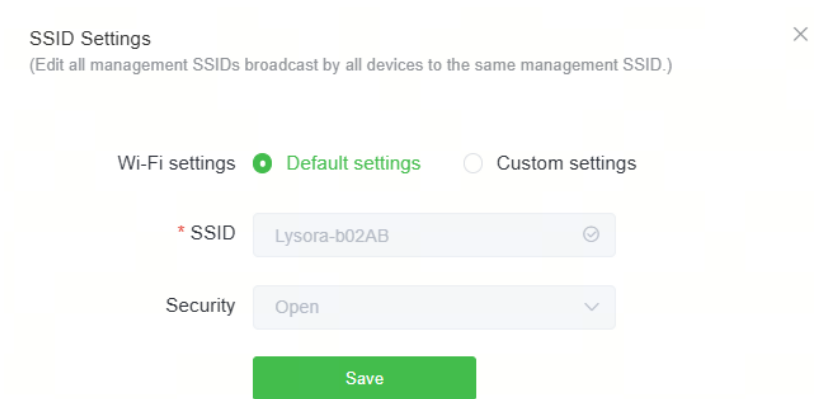 SSID Settings
(Edit all management SSIDs broadcast by all devices to the same management SSID.)
Wi-Fi settings Default settings Custom settings
* SSID Lysora-b02AB
Security Open
Save